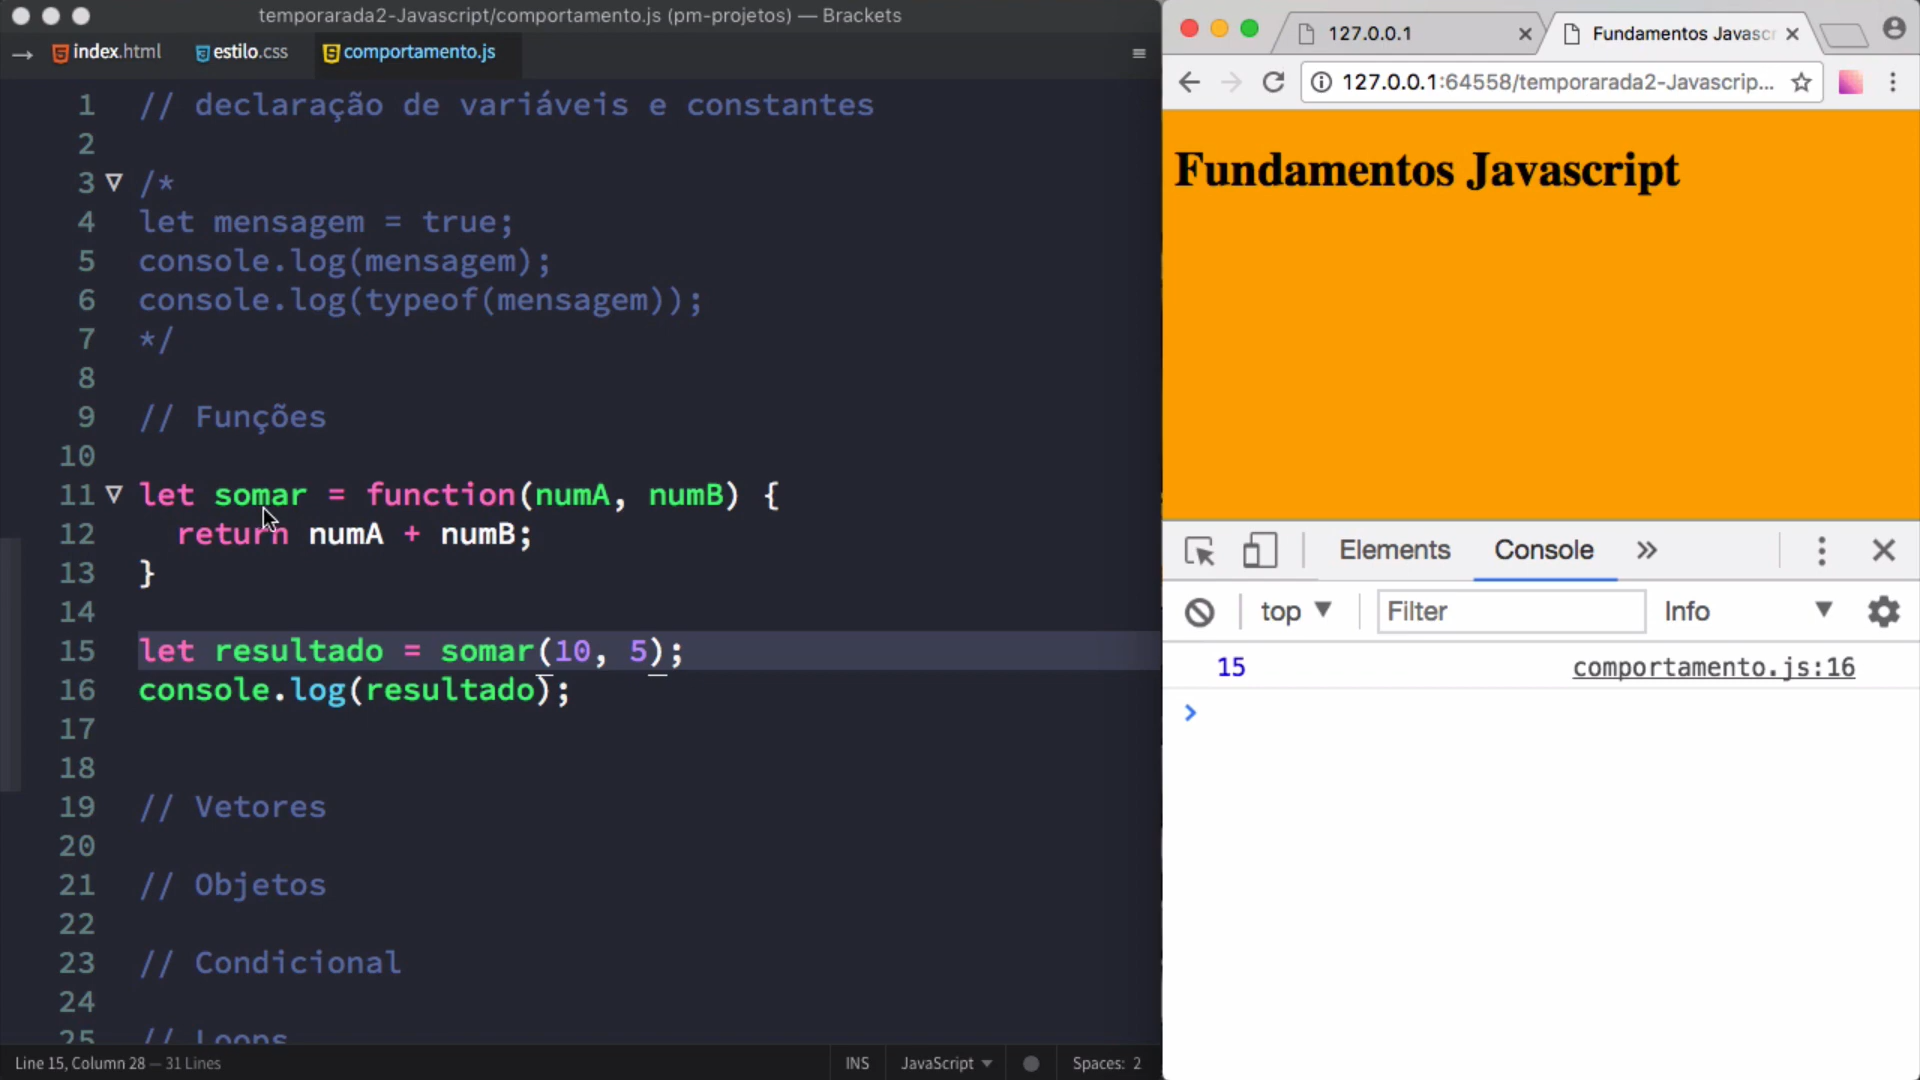 temporarada2-Javascript/comportamento.js (pm-projetos) — Brackets
index.html estilo.css comportamento.js
1 // declaração de variáveis e constantes
2
3 /*
4 let mensagem = true;
5 console.log(mensagem);
6 console.log(typeof(mensagem));
7 */
8
9 // Funções
10
11 let somar = function(numA, numB) {
12 return numA + numB;
13 }
14
15 let resultado = somar(10, 5);
16 console.log(resultado);
17
18
19 // Vetores
20
21 // Objetos
22
23 // Condicional
24
25 // Loops
Line 15, Column 28 — 31 Lines
INS JavaScript Spaces: 2
127.0.0.1 Fundamentos Javascr
127.0.0.1:64558/temporarada2-Javascrip...
Fundamentos Javascript
Elements Console »
top Filter Info
15 comportamento.js:16